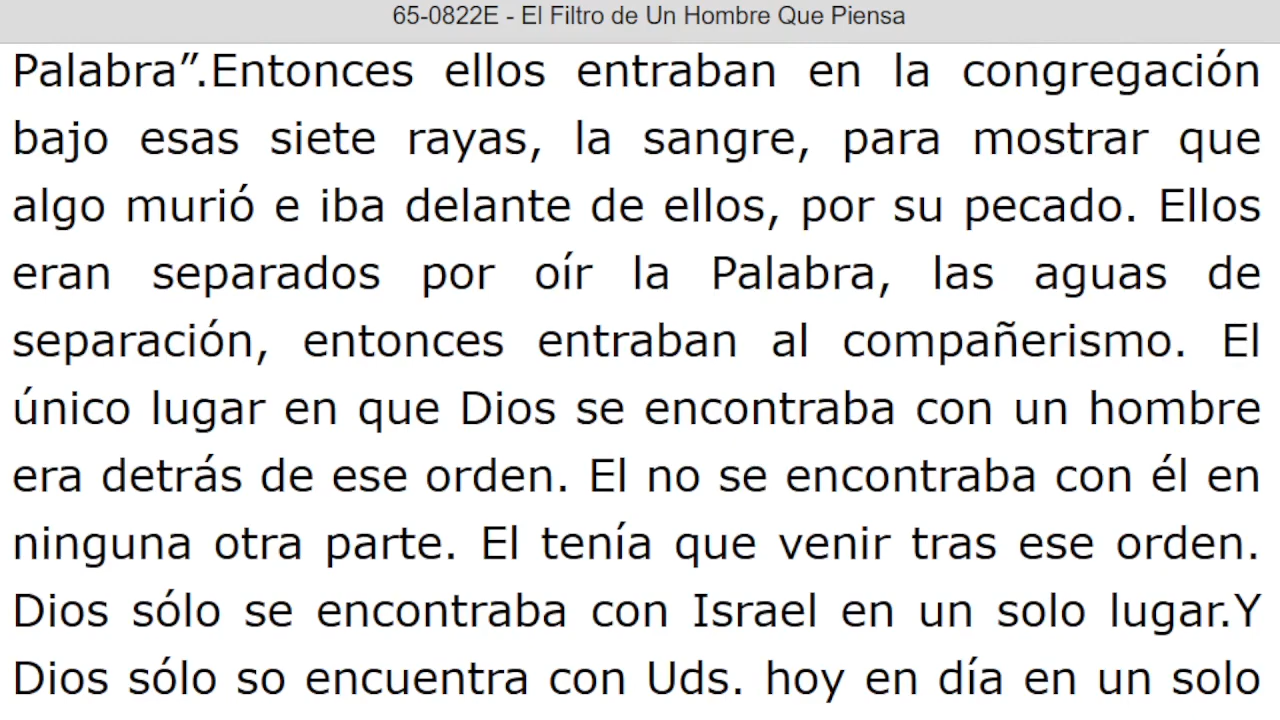 65-0822E - El Filtro de Un Hombre Que Piensa
Palabra”.Entonces ellos entraban en la congregación
bajo esas siete rayas, la sangre, para mostrar que
algo murió e iba delante de ellos, por su pecado. Ellos
eran separados por oír la Palabra, las aguas de
separación, entonces entraban al compañerismo. El
único lugar en que Dios se encontraba con un hombre
era detrás de ese orden. El no se encontraba con él en
ninguna otra parte. El tenía que venir tras ese orden.
Dios sólo se encontraba con Israel en un solo lugar.Y
Dios sólo so encuentra con Uds. hoy en día en un solo